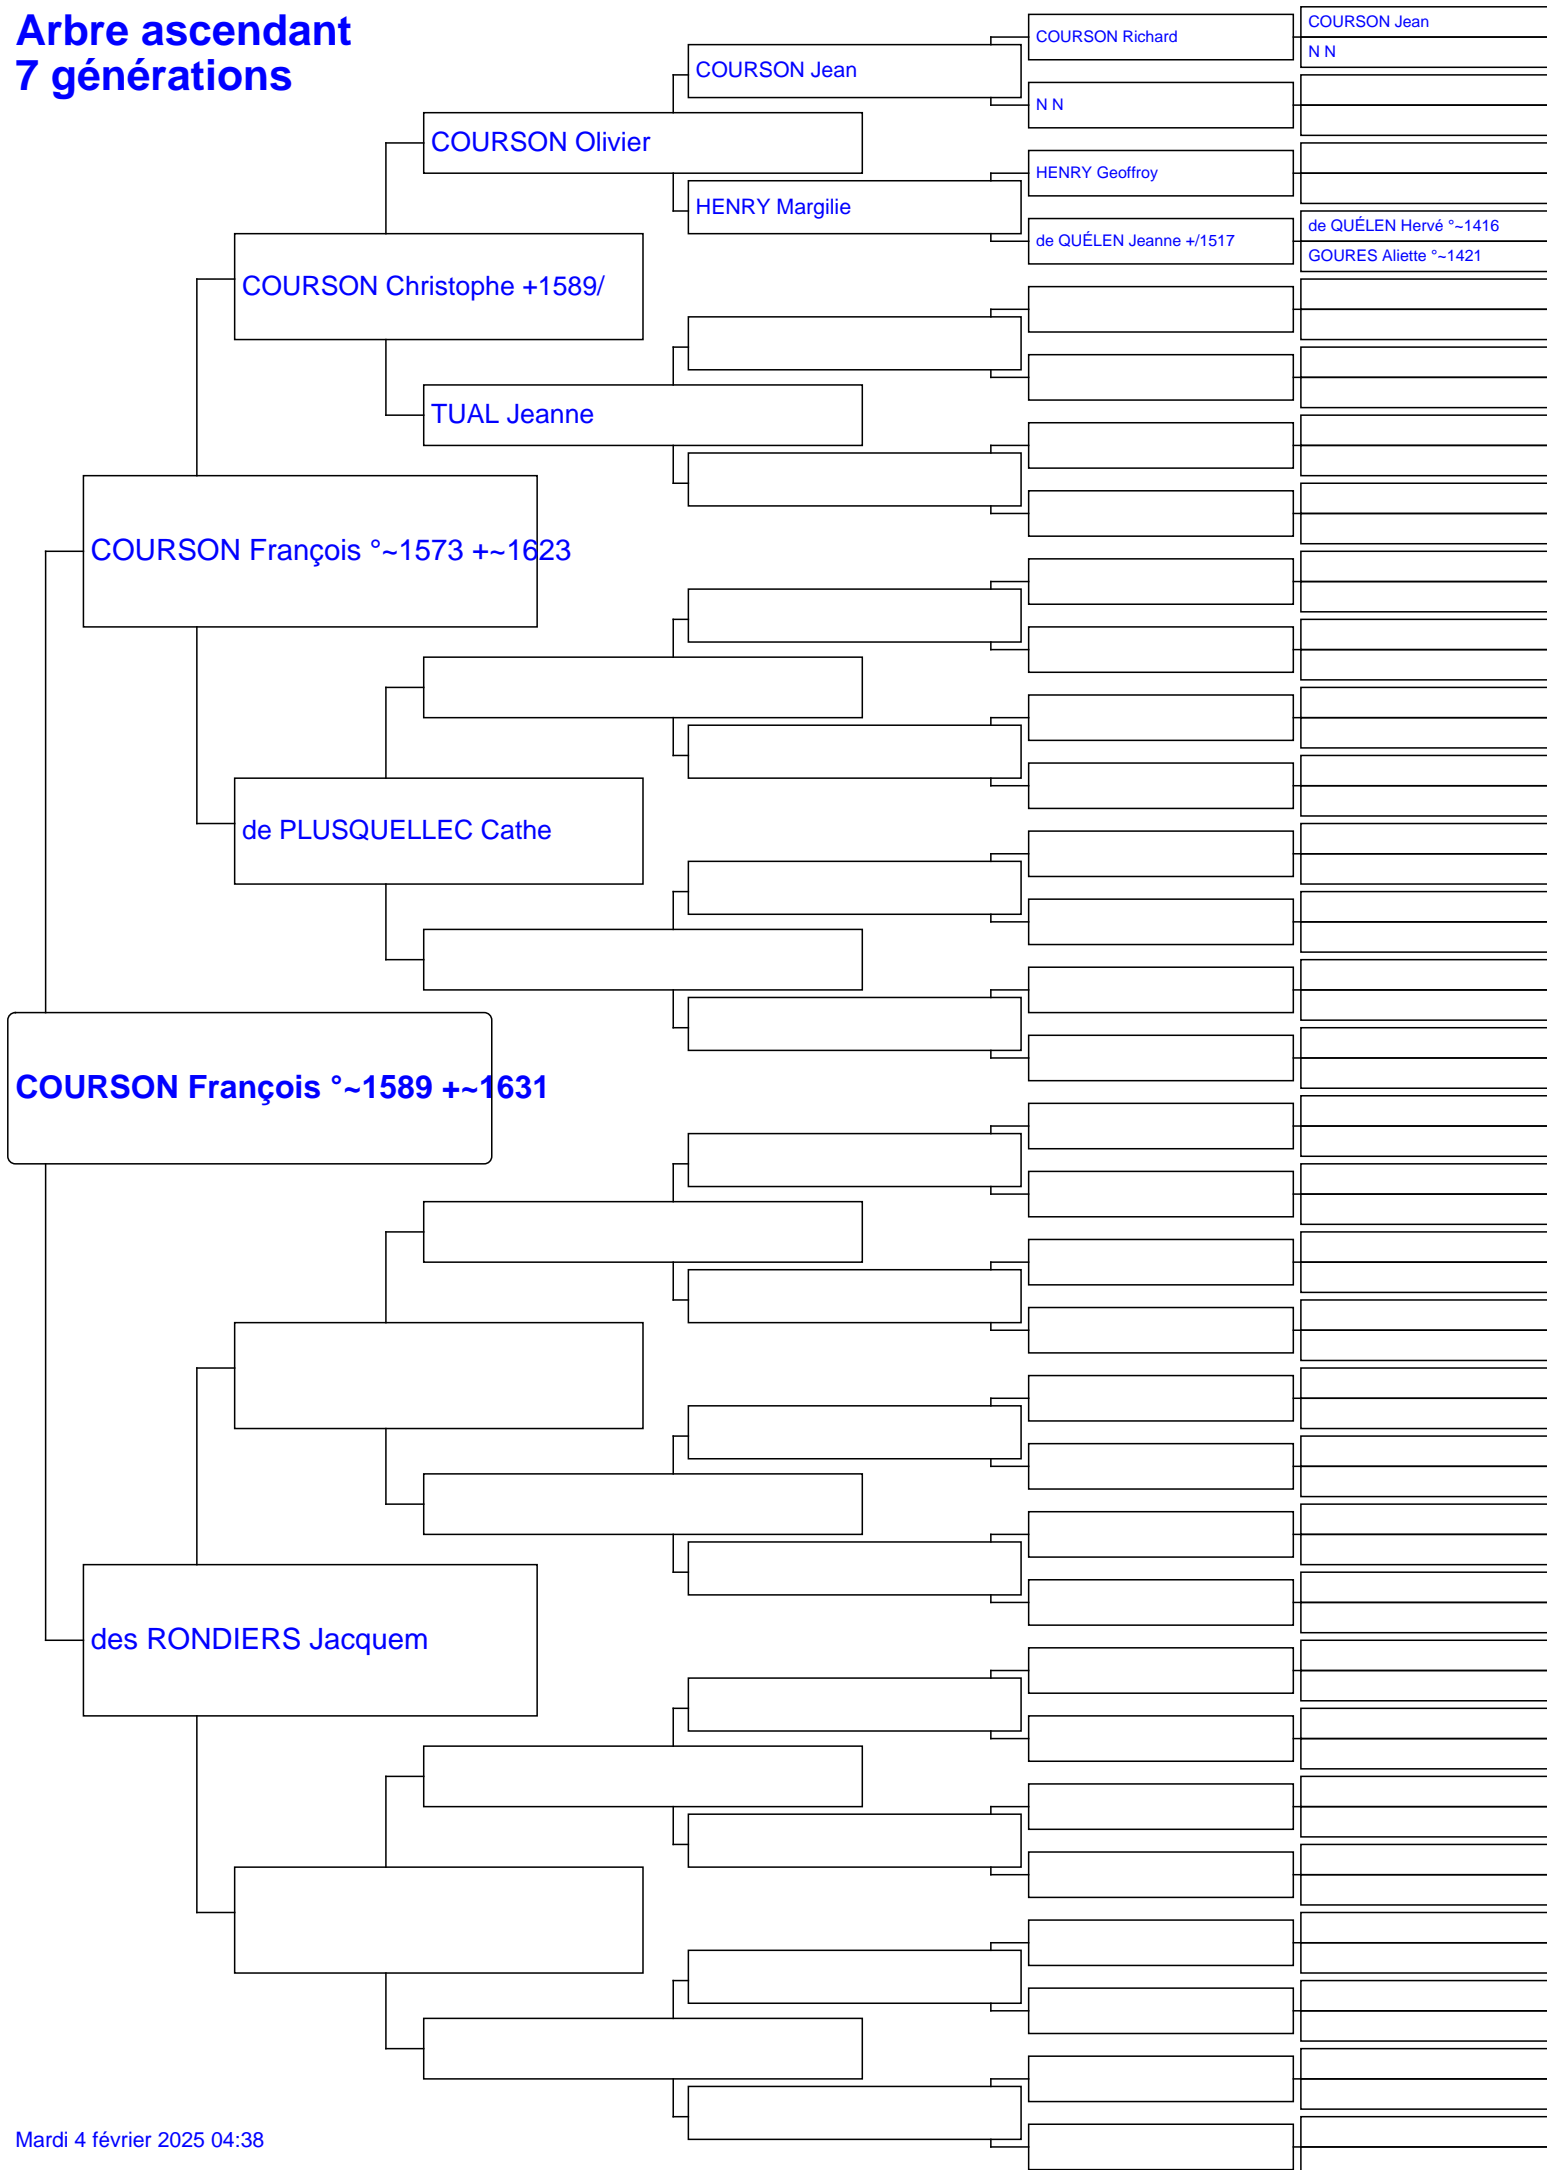 Arbre ascendant
7 générations
COURSON Jean
COURSON Richard
N N
COURSON Jean
N N
COURSON Olivier
HENRY Geoffroy
HENRY Margilie
de QUÉLEN Hervé °~1416
de QUÉLEN Jeanne +/1517
GOURES Aliette °~1421
COURSON Christophe +1589/
TUAL Jeanne
COURSON François °~1573 +~1623
de PLUSQUELLEC Cathe
COURSON François °~1589 +~1631
des RONDIERS Jacquem
Mardi 4 février 2025 04:38